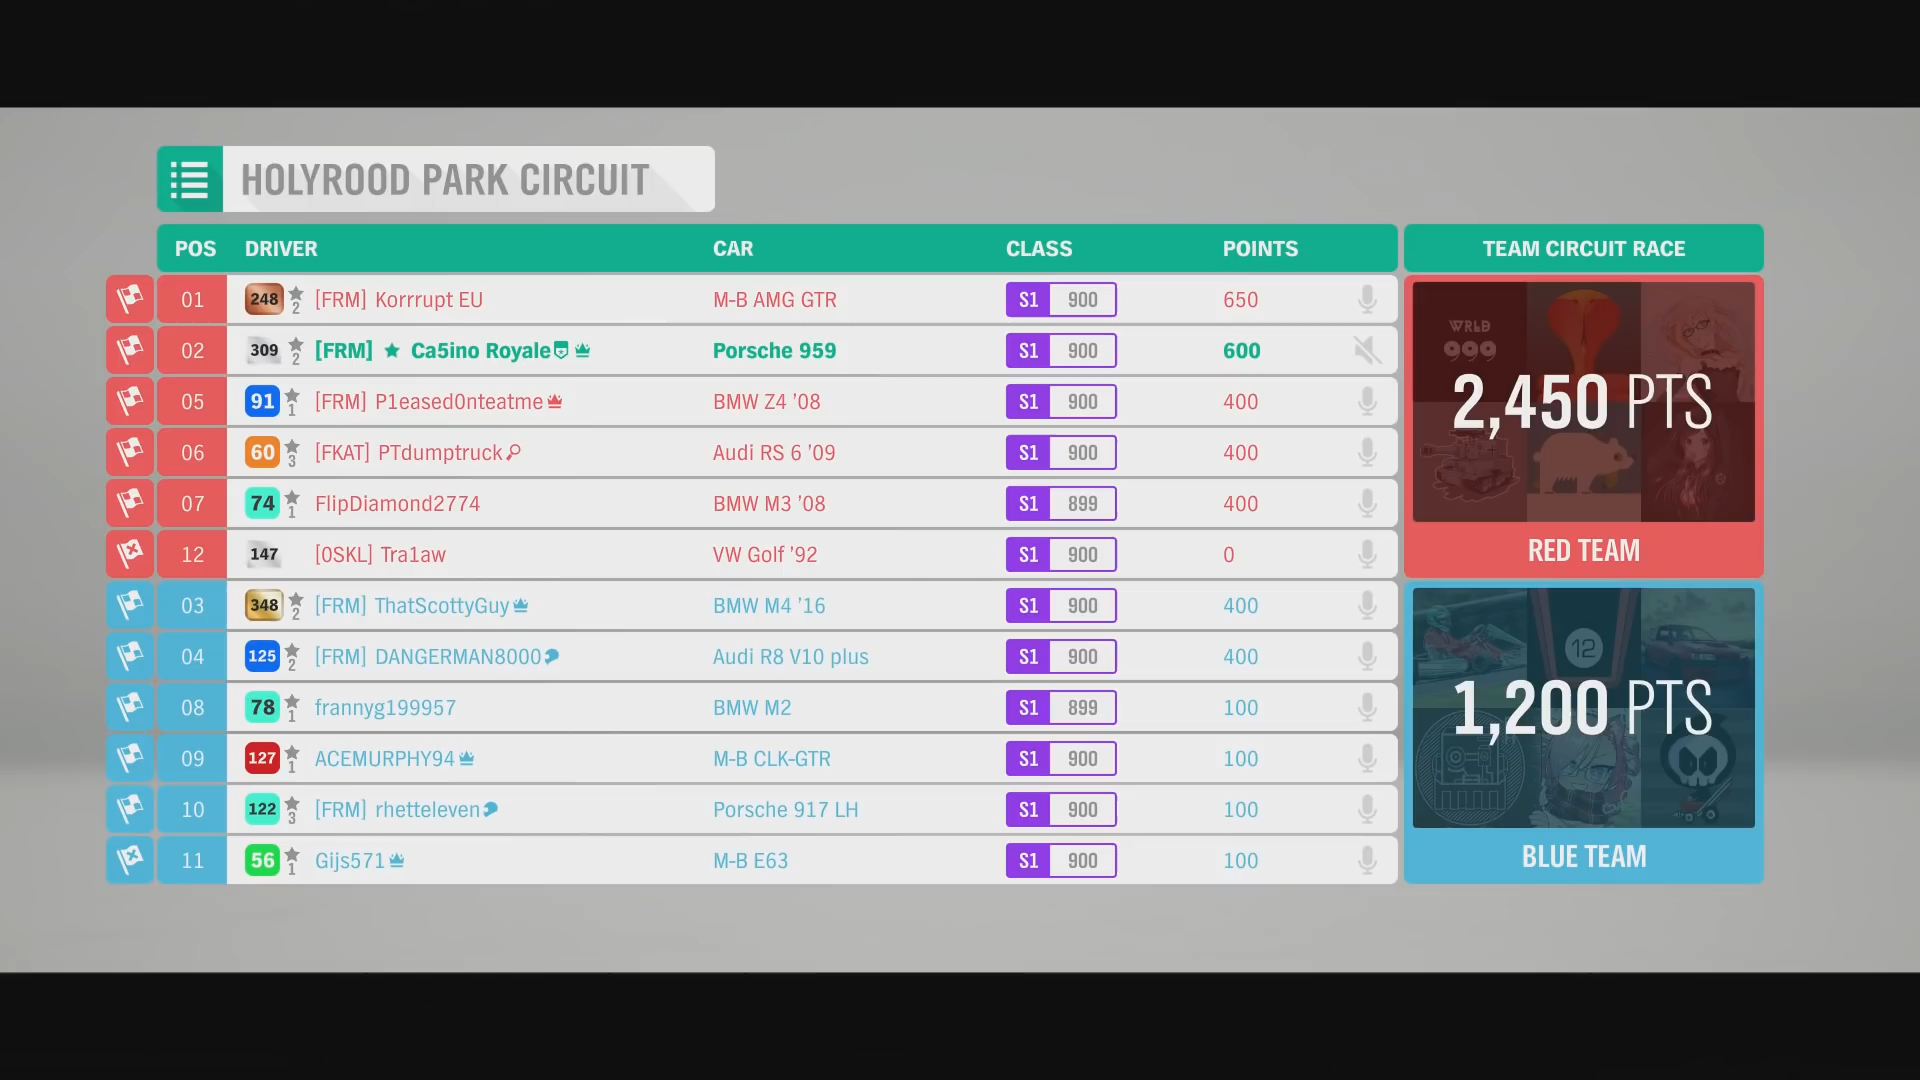 HOLYROOD PARK CIRCUIT
POS DRIVER CAR CLASS POINTS TEAM CIRCUIT RACE
01 248 2 [FRM] Korrrupt EU M-B AMG GTR S1 900 650
02 309 2 [FRM] ★ Ca5ino Royale Porsche 959 S1 900 600
05 91 1 [FRM] P1eased0nteatme BMW Z4 '08 S1 900 400
06 60 3 [FKAT] PTdumptruck Audi RS 6 '09 S1 900 400
07 74 1 FlipDiamond2774 BMW M3 '08 S1 899 400
12 147 [0SKL] Tra1aw VW Golf '92 S1 900 0
WRLD
999
2,450 PTS
RED TEAM
03 348 2 [FRM] ThatScottyGuy BMW M4 '16 S1 900 400
04 125 2 [FRM] DANGERMAN8000 Audi R8 V10 plus S1 900 400
08 78 1 frannyg199957 BMW M2 S1 899 100
09 127 1 ACEMURPHY94 M-B CLK-GTR S1 900 100
10 122 3 [FRM] rhetteleven Porsche 917 LH S1 900 100
11 56 1 Gijs571 M-B E63 S1 900 100
12
1,200 PTS
BLUE TEAM